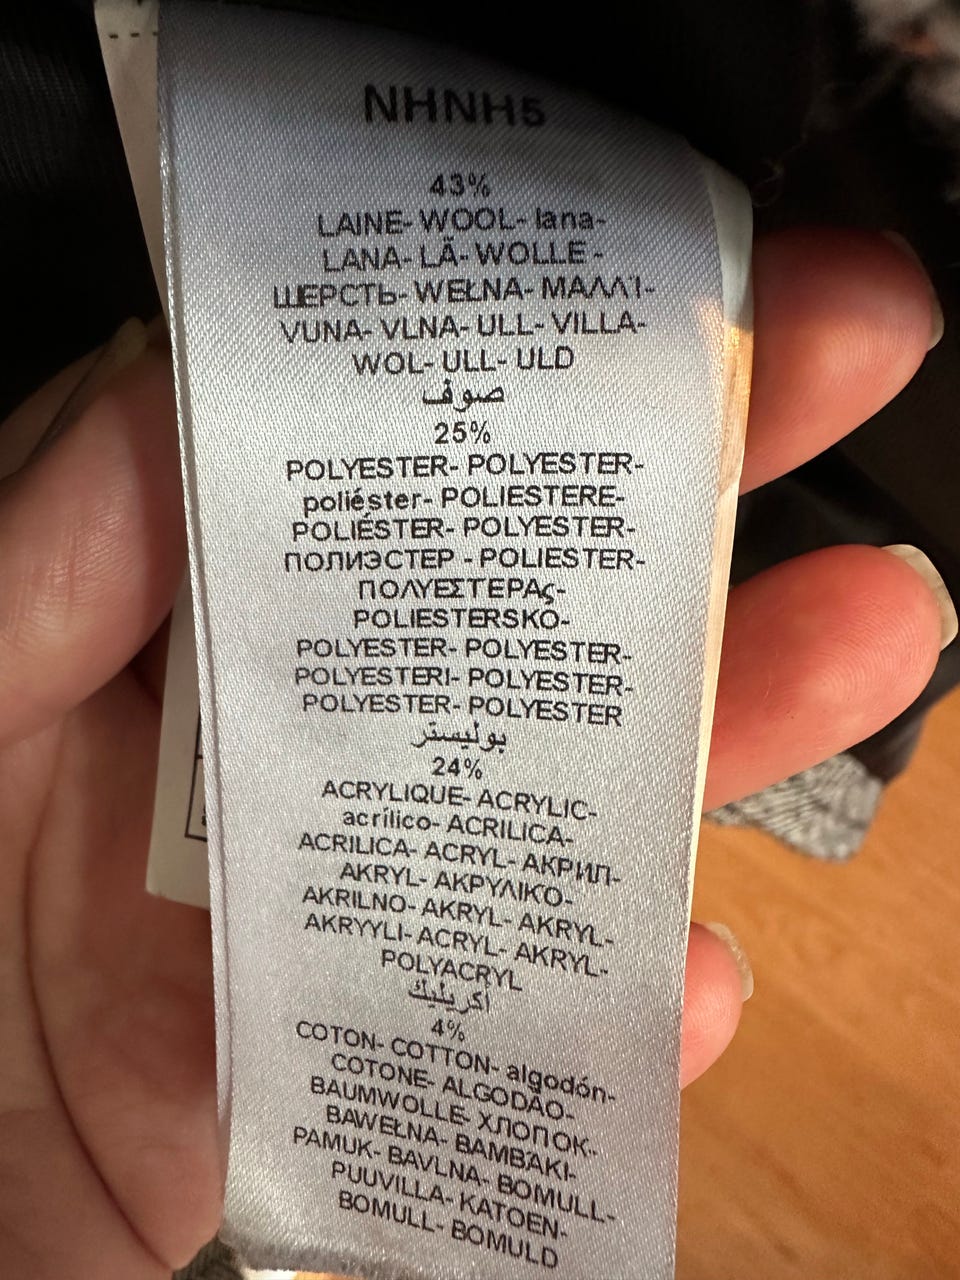 NHNH5
43%
LAINE- WOOL- lana-
LANA- LÃ- WOLLE -
ШЕРСТЬ- WEŁNA- ΜΑΛΛΊ-
VUNA- VLNA- ULL- VILLA-
WOL- ULL- ULD
صوف
25%
POLYESTER- POLYESTER-
poliéster- POLIESTERE-
POLIÉSTER- POLYESTER-
ПОЛИЭСТЕР - POLIESTER-
ΠΟΛΥΕΣΤΕΡΑς-
POLIESTERSKO-
POLYESTER- POLYESTER-
POLYESTERI- POLYESTER-
POLYESTER- POLYESTER
بوليستر
24%
ACRYLIQUE- ACRYLIC-
acrílico- ACRILICA-
ACRILICA- ACRYL- АКРИЛ-
AKRYL- ΑΚΡΥΛΙΚΟ-
AKRILNO- AKRYL- AKRYL-
AKRYYLI- ACRYL- AKRYL-
POLYACRYL
أكريليك
4%
COTON- COTTON- algodón-
COTONE- ALGODÃO-
BAUMWOLLE- ХЛОПОК-
BAWEŁNA- BAMBAKI-
PAMUK- BAVLNA- BOMULL-
PUUVILLA- KATOEN-
BOMULL- BOMULD